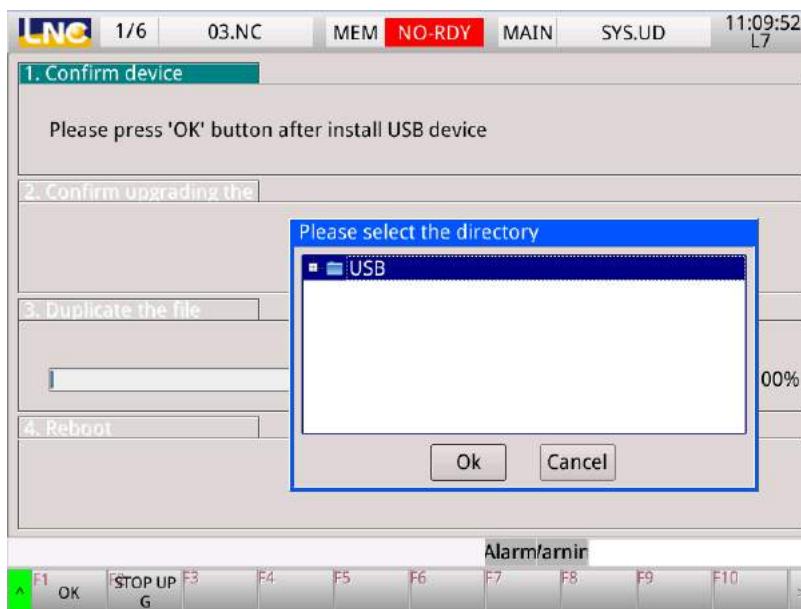 LNC 1/6 03.NC MEM NO-RDY MAIN SYS.UD 11:09:52
L7
1. Confirm device
Please press 'OK' button after install USB device
2. Confirm upgrading the
Please select the directory
USB
3. Duplicate the file
00%
4. Reboot
Ok Cancel
Alarm/arnin
^ F1 OK STOP UP F3 F4 F5 F6 F7 F8 F9 F10
G